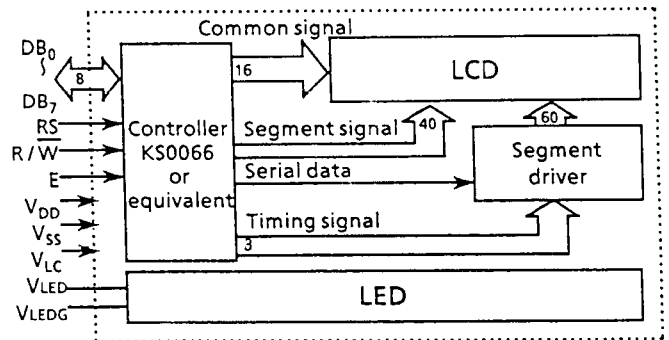 Common signal
DB0
8
16
LCD
DB7
RS
R/W̅
E
Controller
KS0066
or
equivalent
Segment signal
40
60
Serial data
Segment
driver
VDD
VSS
VLC
Timing signal
3
VLED
VLEDG
LED